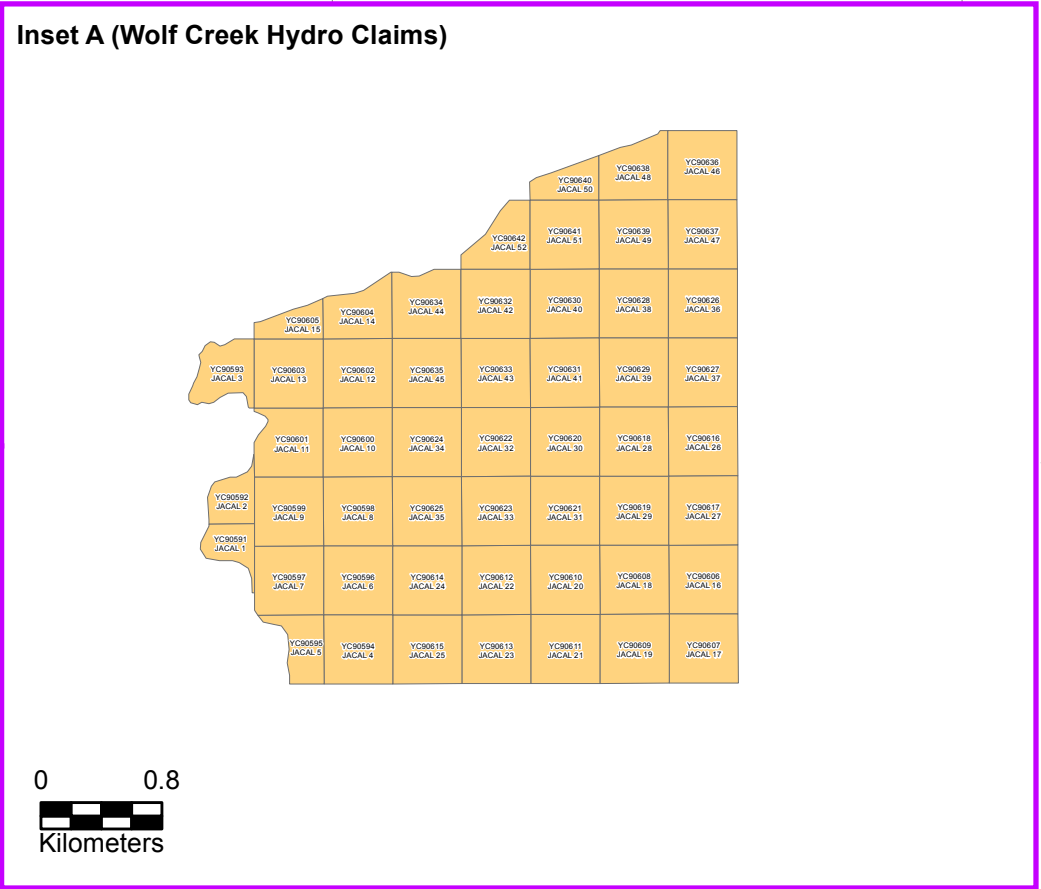 Inset A (Wolf Creek Hydro Claims)
YC90636
JACAL 46
YC90638
JACAL 48
YC90640
JACAL 50
YC90642
JACAL 52
YC90641
JACAL 51
YC90639
JACAL 49
YC90637
JACAL 47
YC90605
JACAL 15
YC90604
JACAL 14
YC90634
JACAL 44
YC90632
JACAL 42
YC90630
JACAL 40
YC90628
JACAL 38
YC90626
JACAL 36
YC90593
JACAL 3
YC90603
JACAL 13
YC90602
JACAL 12
YC90635
JACAL 45
YC90633
JACAL 43
YC90631
JACAL 41
YC90629
JACAL 39
YC90627
JACAL 37
YC90601
JACAL 11
YC90600
JACAL 10
YC90624
JACAL 34
YC90622
JACAL 32
YC90620
JACAL 30
YC90618
JACAL 28
YC90616
JACAL 26
YC90592
JACAL 2
YC90599
JACAL 9
YC90598
JACAL 8
YC90625
JACAL 35
YC90623
JACAL 33
YC90621
JACAL 31
YC90619
JACAL 29
YC90617
JACAL 27
YC90591
JACAL 1
YC90597
JACAL 7
YC90596
JACAL 6
YC90614
JACAL 24
YC90612
JACAL 22
YC90610
JACAL 20
YC90608
JACAL 18
YC90606
JACAL 16
YC90595
JACAL 5
YC90594
JACAL 4
YC90615
JACAL 25
YC90613
JACAL 23
YC90611
JACAL 21
YC90609
JACAL 19
YC90607
JACAL 17
0 0.8
Kilometers